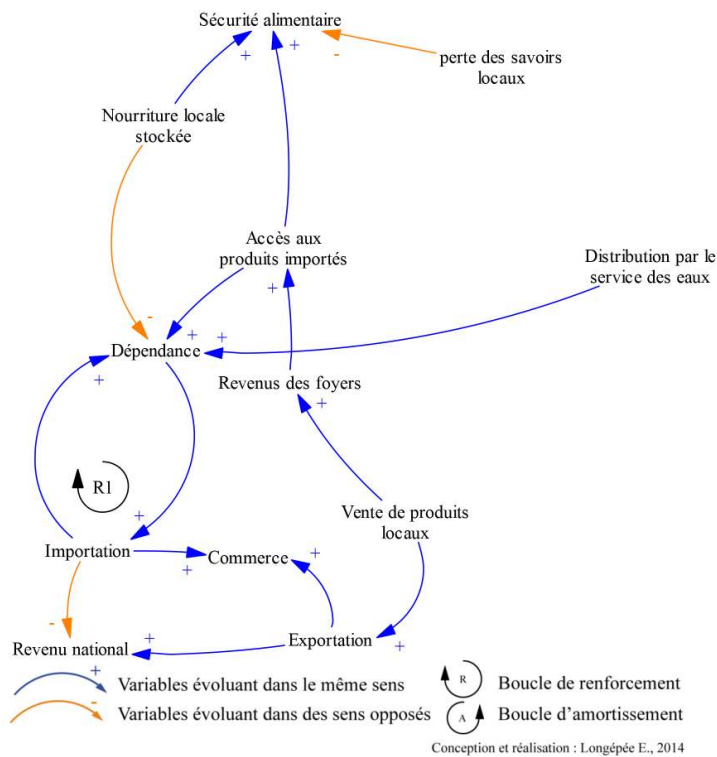 Sécurité alimentaire
+
+
-
perte des savoirs
locaux
Nourriture locale
stockée
Accès aux
produits importés
Distribution par le
service des eaux
+
-
+
+
Dépendance
+
Revenus des foyers
+
R1
Vente de produits
locaux
+
Importation
Commerce
+
+
-
Revenu national
+
Exportation
+
+
Variables évoluant dans le même sens
-
Variables évoluant dans des sens opposés
R
Boucle de renforcement
A
Boucle d'amortissement
Conception et réalisation : Longépée E., 2014